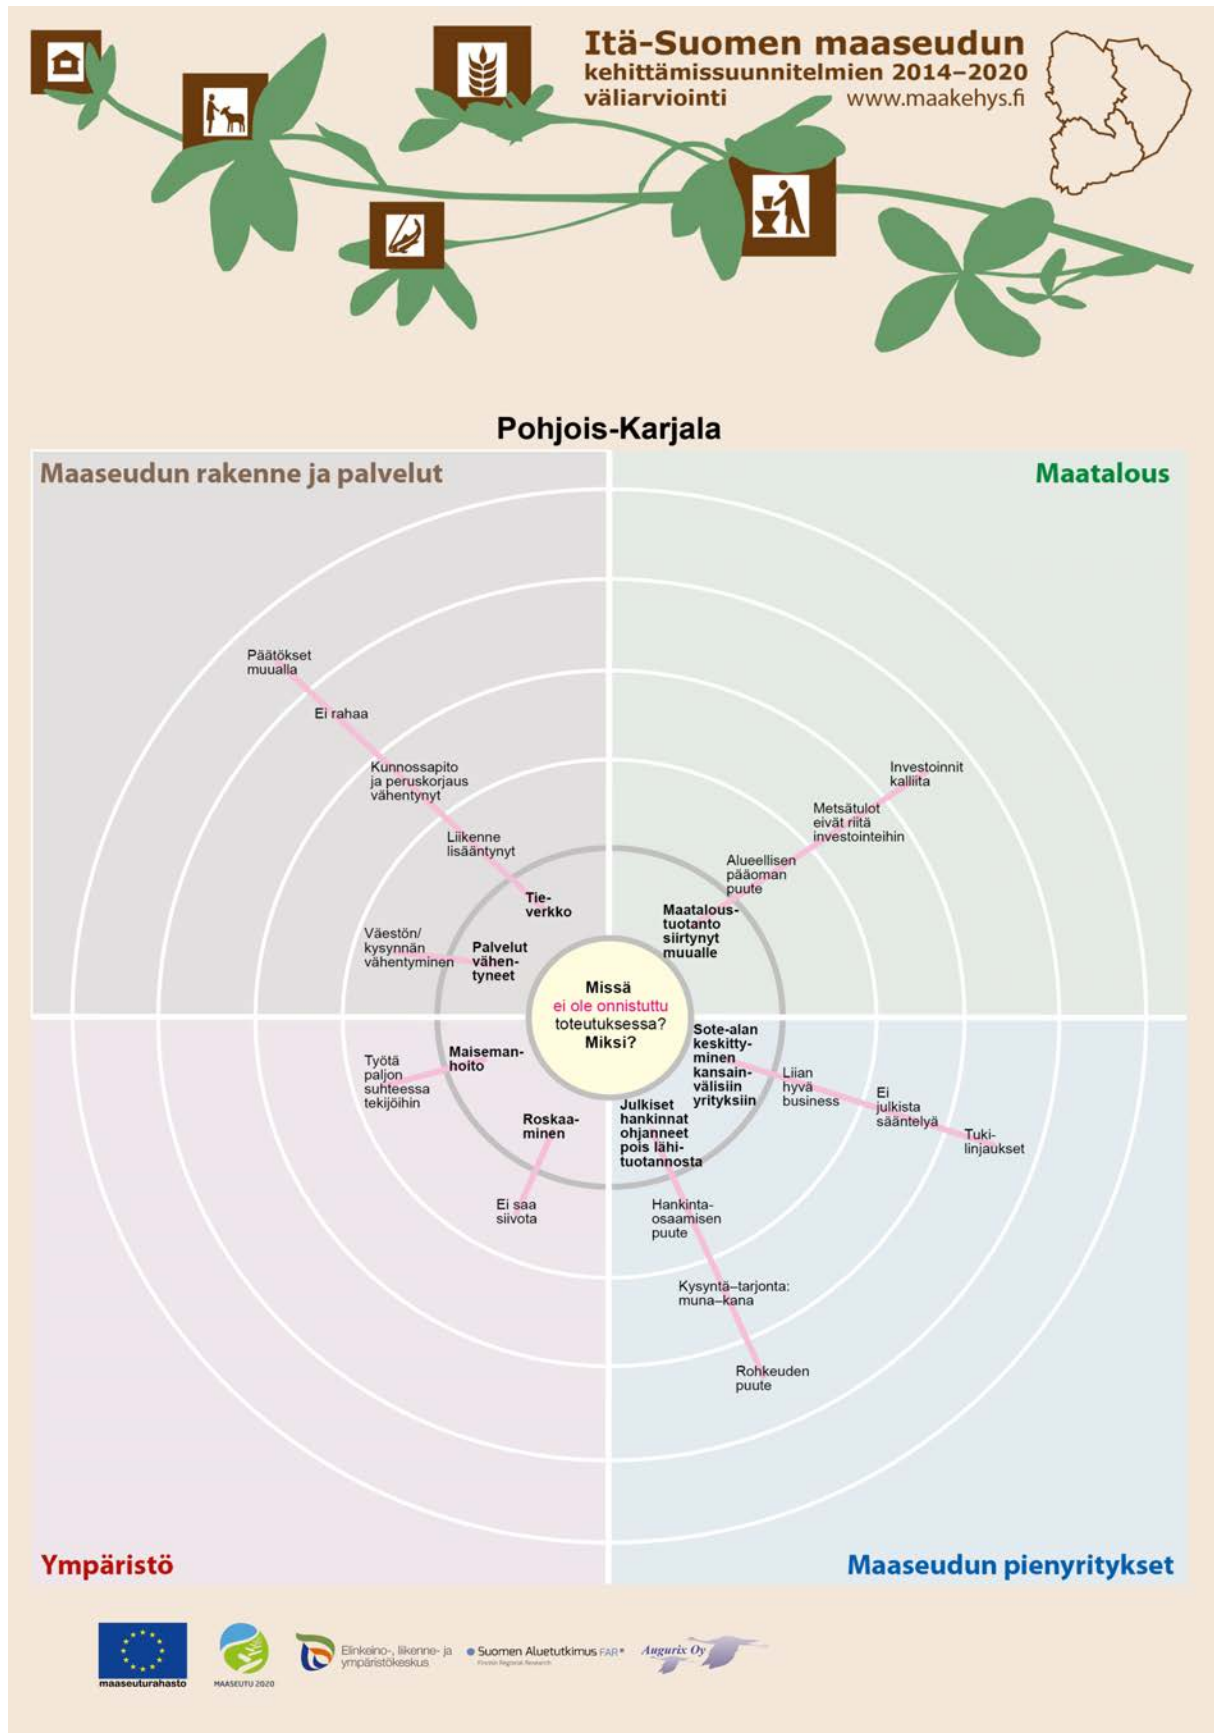 Itä-Suomen maaseudun
kehittämissuunnitelmien 2014–2020
väliarviointi
www.maakehys.fi
Pohjois-Karjala
Maaseudun rakenne ja palvelut
Maatalous
Päätökset
muualla
Ei rahaa
Kunnossapito
ja peruskorjaus
vähentynyt
Liikenne
lisääntynyt
Tie-
verkko
Väestön/
kysynnän
vähentyminen
Palvelut
vähen-
tyneet
Investoinnit
kalliita
Metsätulot
eivät riitä
investointeihin
Alueellisen
pääoman
puute
Maatalous-
tuotanto
siirtynyt
muualle
Missä
ei ole onnistuttu
toteutuksessa?
Miksi?
Työtä
paljon
suhteessa
tekijöihin
Maiseman-
hoito
Roskaa-
minen
Ei saa
siivota
Sote-alan
keskitty-
minen
kansain-
välisiin
yrityksiin
Liian
hyvä
business
Ei
julkista
sääntelyä
Tuki-
linjaukset
Julkiset
hankinnat
ohjanneet
pois lähi-
tuotannosta
Hankinta-
osaamisen
puute
Kysyntä–tarjonta:
muna–kana
Rohkeuden
puute
Ympäristö
Maaseudun pienyritykset
maaseuturahasto
MAASEUTU 2020
Elinkeino-, liikenne- ja
ympäristökeskus
Suomen Aluetutkimus FAR
Finnish Regional Research
Augurix Oy